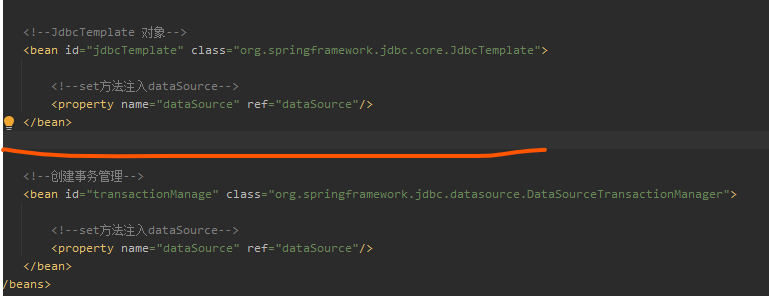 <!--JdbcTemplate 对象-->
<bean id="jdbcTemplate" class="org.springframework.jdbc.core.JdbcTemplate">
<!--set方法注入dataSource-->
<property name="dataSource" ref="dataSource"/>
</bean>
<!--创建事务管理-->
<bean id="transactionManage" class="org.springframework.jdbc.datasource.DataSourceTransactionManager">
<!--set方法注入dataSource-->
<property name="dataSource" ref="dataSource"/>
</bean>
/beans>